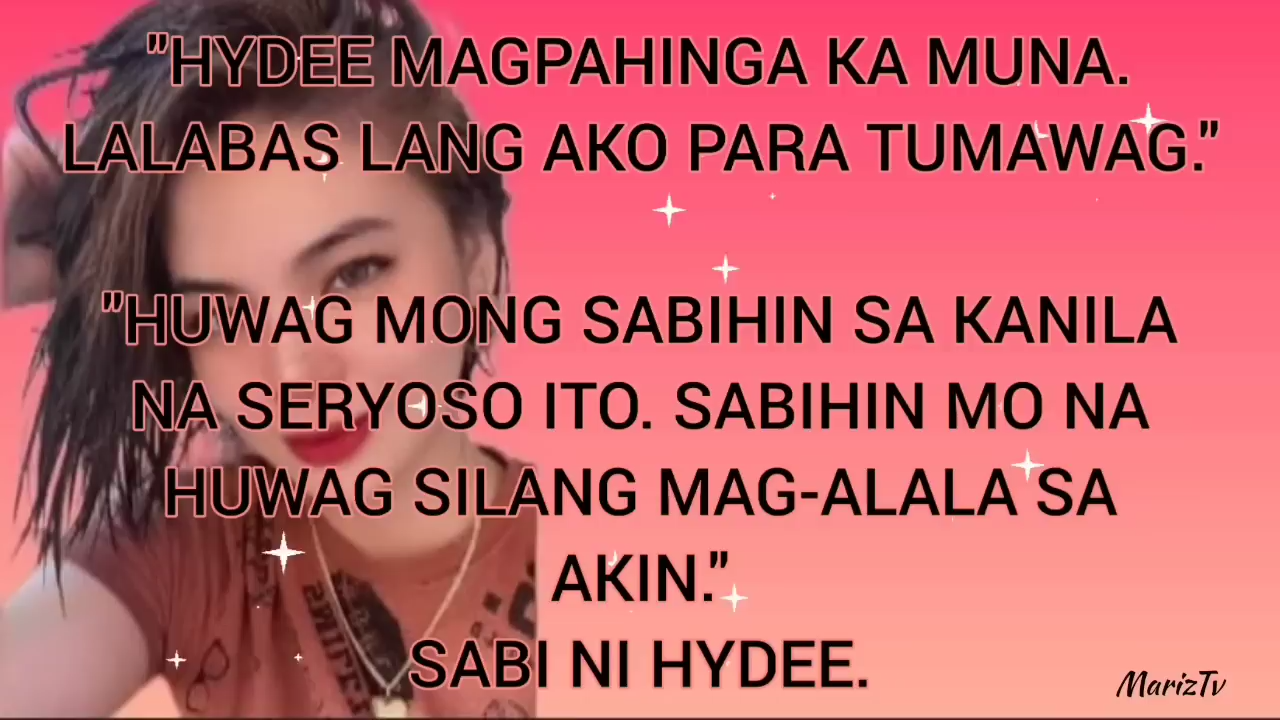 "HYDEE MAGPAHINGA KA MUNA.
LALABAS LANG AKO PARA TUMAWAG."
"HUWAG MONG SABIHIN SA KANILA
NA SERYOSO ITO. SABIHIN MO NA
HUWAG SILANG MAG-ALALA SA
AKIN."
SABI NI HYDEE.
MarizTv